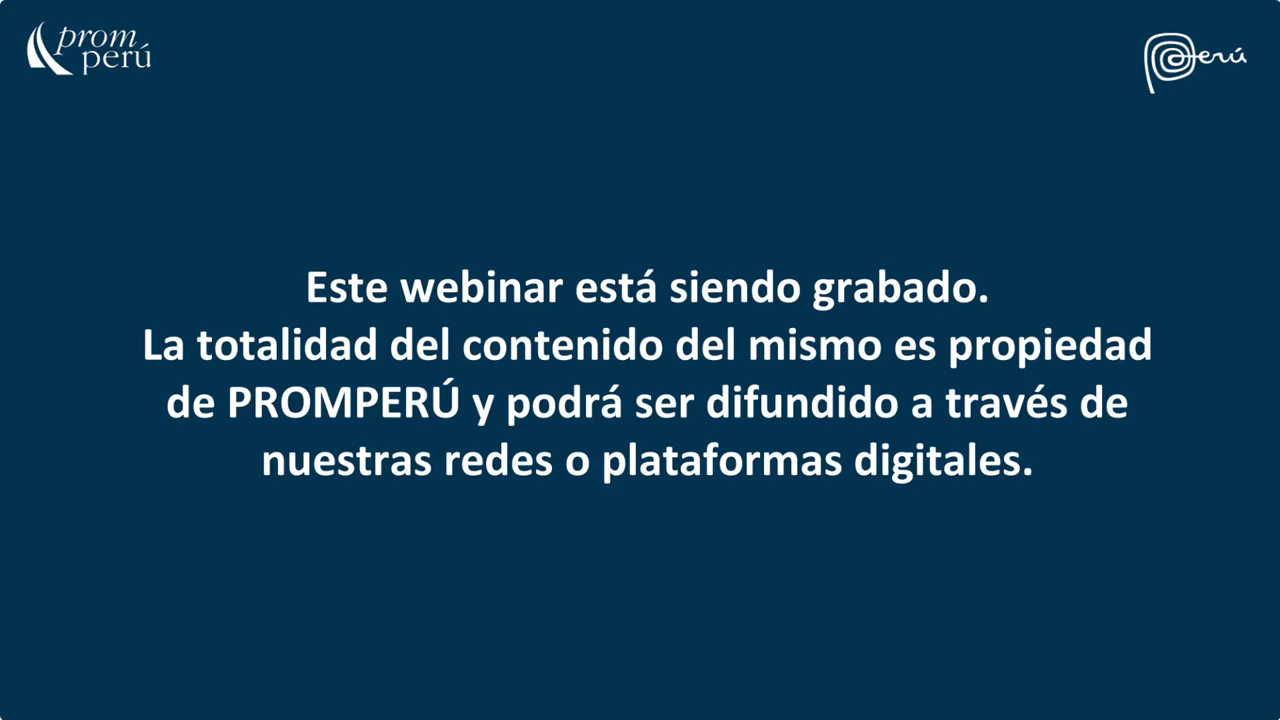 prom
perú
Perú
Este webinar está siendo grabado.
La totalidad del contenido del mismo es propiedad
de PROMPERÚ y podrá ser difundido a través de
nuestras redes o plataformas digitales.